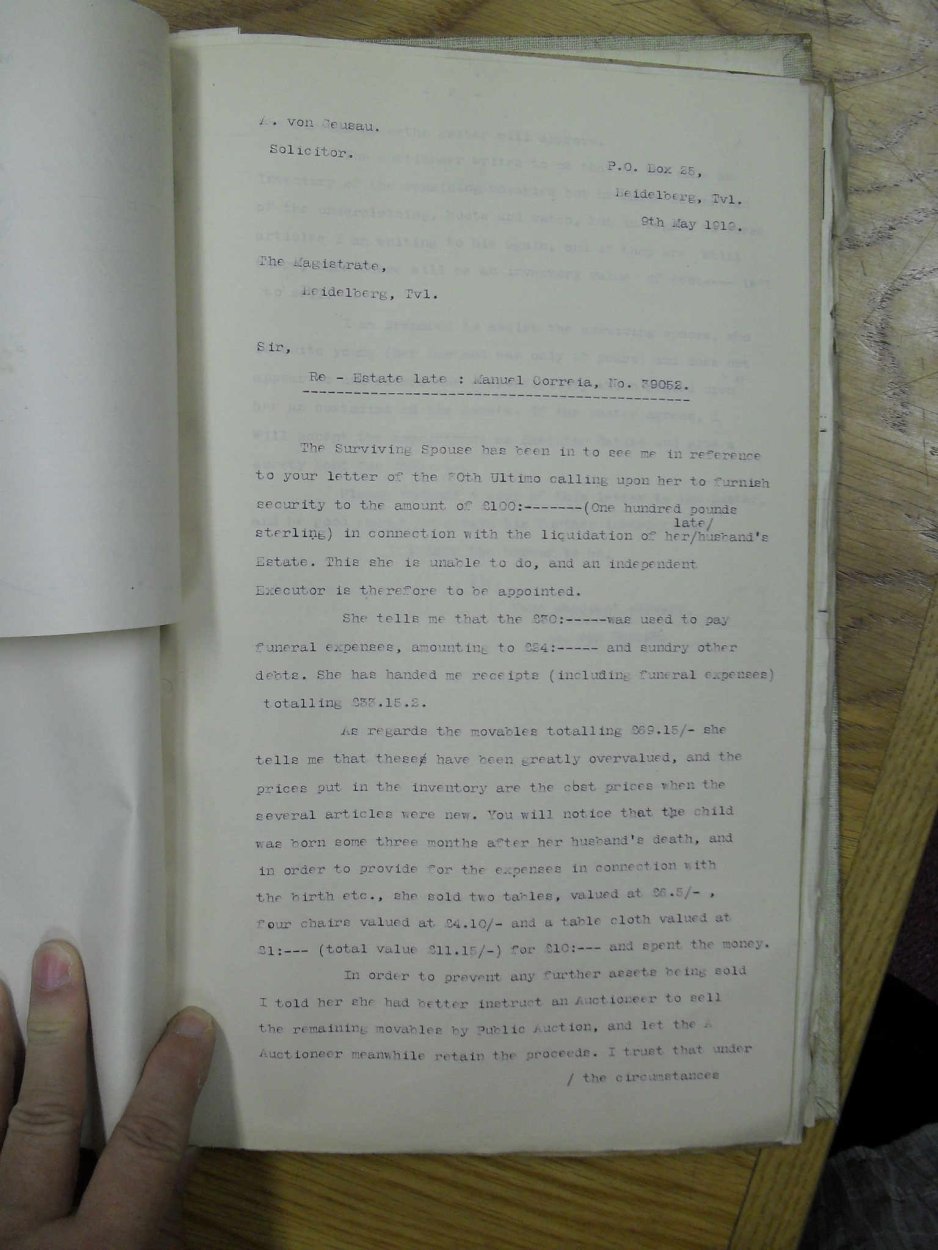 A. von Geusau.
Solicitor.
P.O. Box 25,
Heidelberg, Tvl.
9th May 1919.
The Magistrate,
Heidelberg, Tvl.
Sir,
Re - Estate late : Manuel Correia, No. 39052.
The Surviving Spouse has been in to see me in reference
to your letter of the 30th Ultimo calling upon her to furnish
security to the amount of £100:-------(One hundred pounds
late/
sterling) in connection with the liquidation of her/husband's
Estate. This she is unable to do, and an independent
Executor is therefore to be appointed.
She tells me that the £30:-----was used to pay
funeral expenses, amounting to £24:----- and sundry other
debts. She has handed me receipts (including funeral expenses)
totalling £33.15.2.
As regards the movables totalling £69.15/- she
tells me that these have been greatly overvalued, and the
prices put in the inventory are the cost prices when the
several articles were new. You will notice that the child
was born some three months after her husband's death, and
in order to provide for the expenses in connection with
the birth etc., she sold two tables, valued at £6.5/- ,
four chairs valued at £4.10/- and a table cloth valued at
£1:--- (total value £11.15/-) for £10:--- and spent the money.
In order to prevent any further assets being sold
I told her she had better instruct an Auctioneer to sell
the remaining movables by Public Auction, and let the A
Auctioneer meanwhile retain the proceeds. I trust that under
/ the circumstances